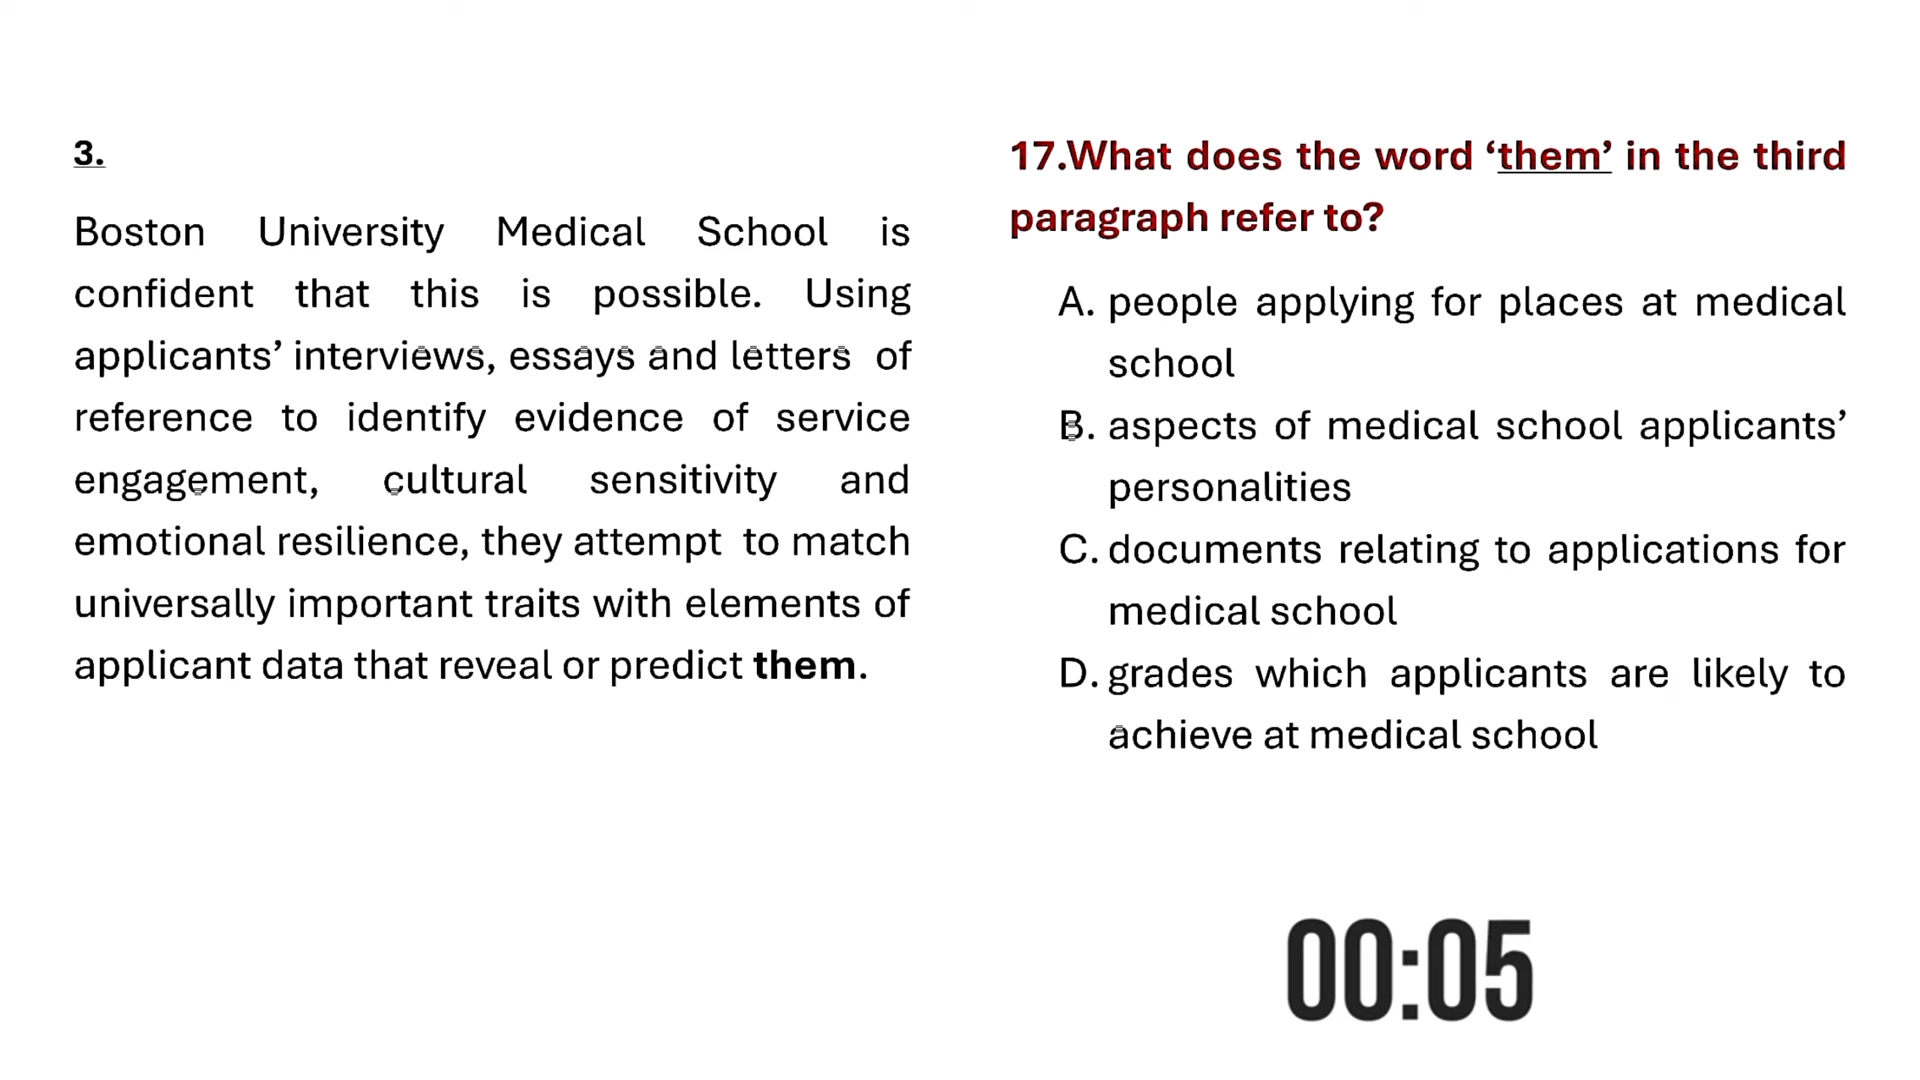 3.
Boston University Medical School is
confident that this is possible. Using
applicants’ interviews, essays and letters of
reference to identify evidence of service
engagement, cultural sensitivity and
emotional resilience, they attempt to match
universally important traits with elements of
applicant data that reveal or predict them.
17.What does the word ‘them’ in the third
paragraph refer to?
A. people applying for places at medical
school
B. aspects of medical school applicants’
personalities
C. documents relating to applications for
medical school
D. grades which applicants are likely to
achieve at medical school
00:05